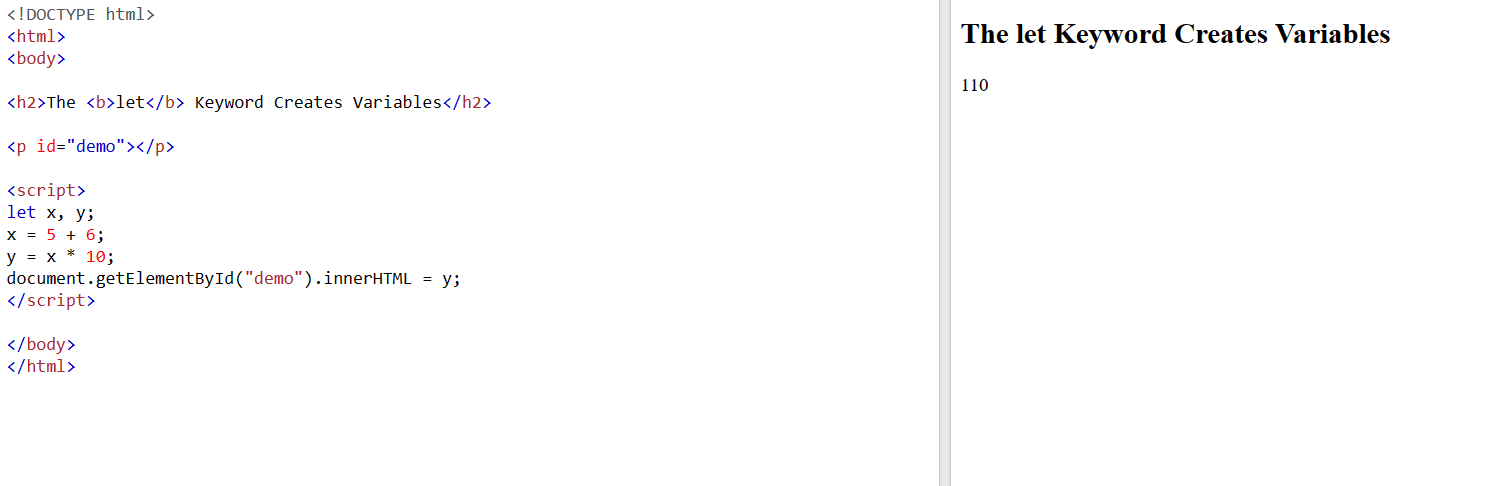 <!DOCTYPE html>
<html>
<body>
<h2>The <b>let</b> Keyword Creates Variables</h2>
<p id="demo"></p>
<script>
let x, y;
x = 5 + 6;
y = x * 10;
document.getElementById("demo").innerHTML = y;
</script>
</body>
</html>
The let Keyword Creates Variables
110